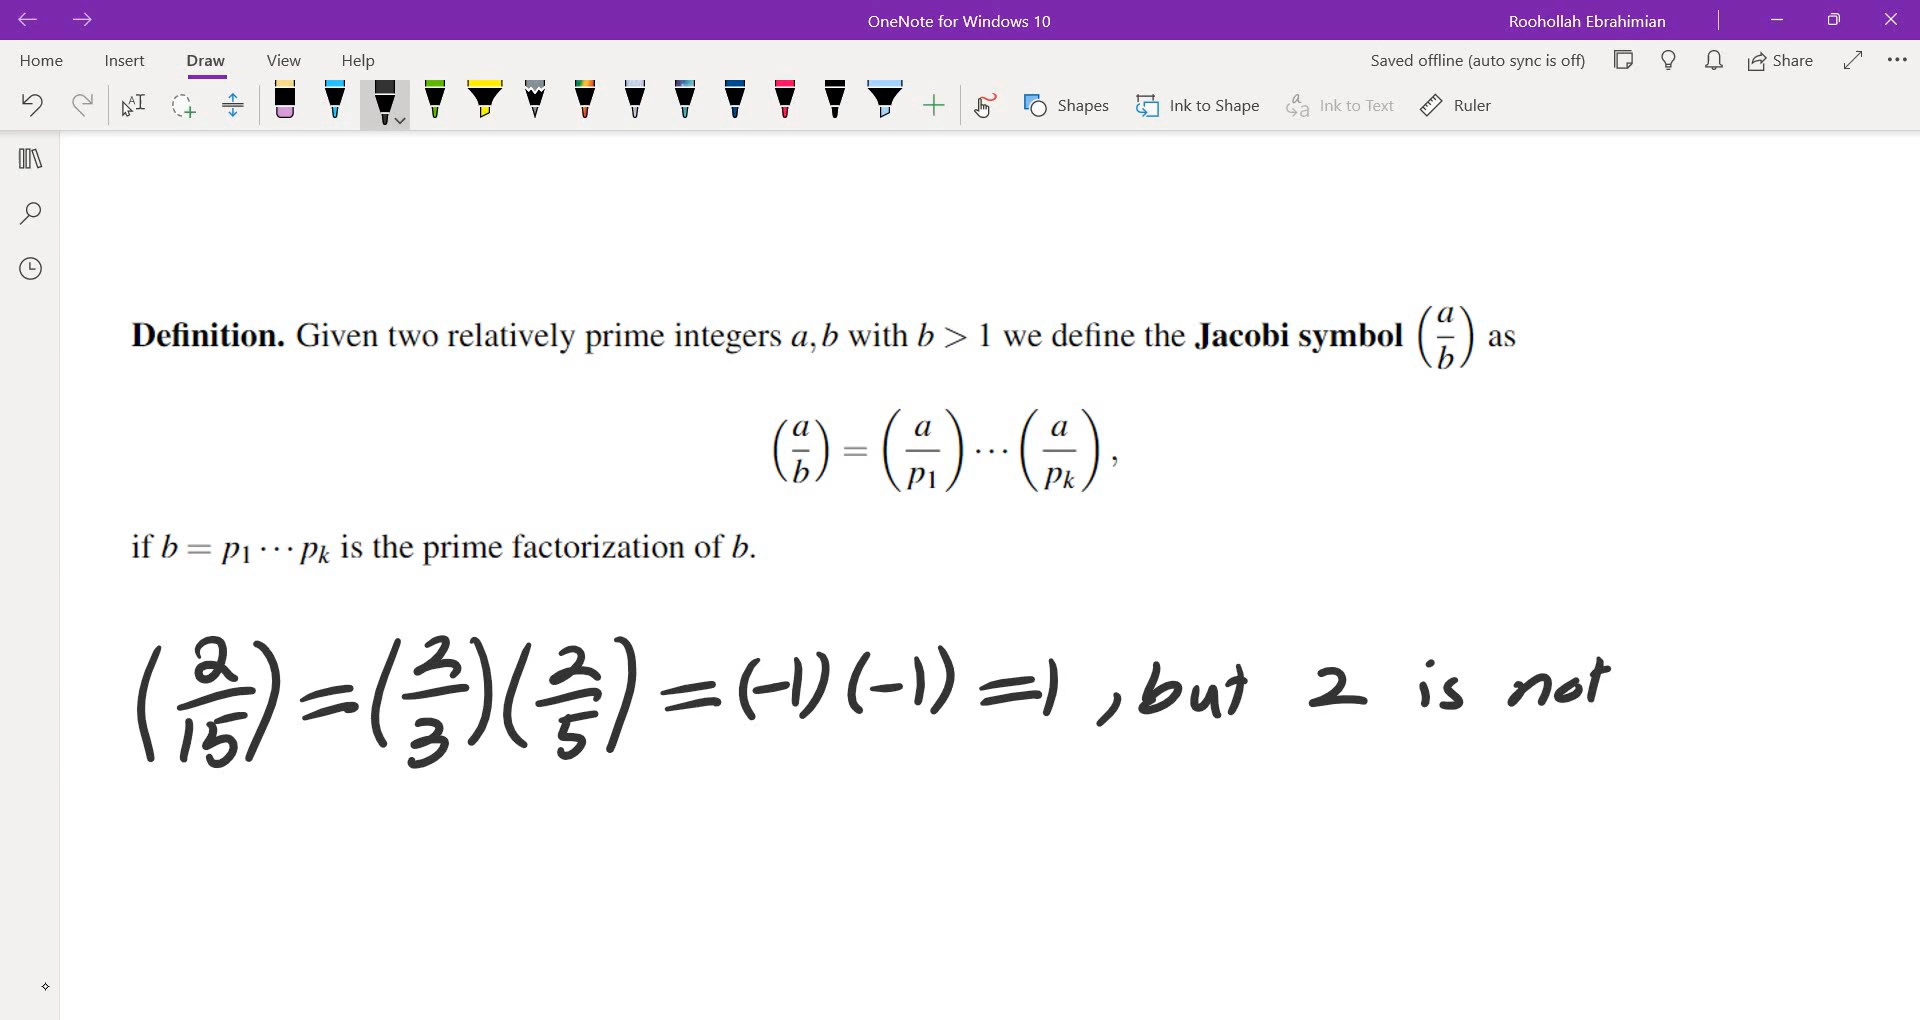 OneNote for Windows 10
Roohollah Ebrahimian
Home Insert Draw View Help
Saved offline (auto sync is off) Share
Shapes Ink to Shape Ink to Text Ruler
Definition. Given two relatively prime integers a, b with b > 1 we define the Jacobi symbol (a/b) as
(a/b) = (a/p₁) ⋯ (a/pₖ),
if b = p₁ ⋯ pₖ is the prime factorization of b.
(2/15) = (2/3)(2/5) = (-1)(-1) = 1, but 2 is not